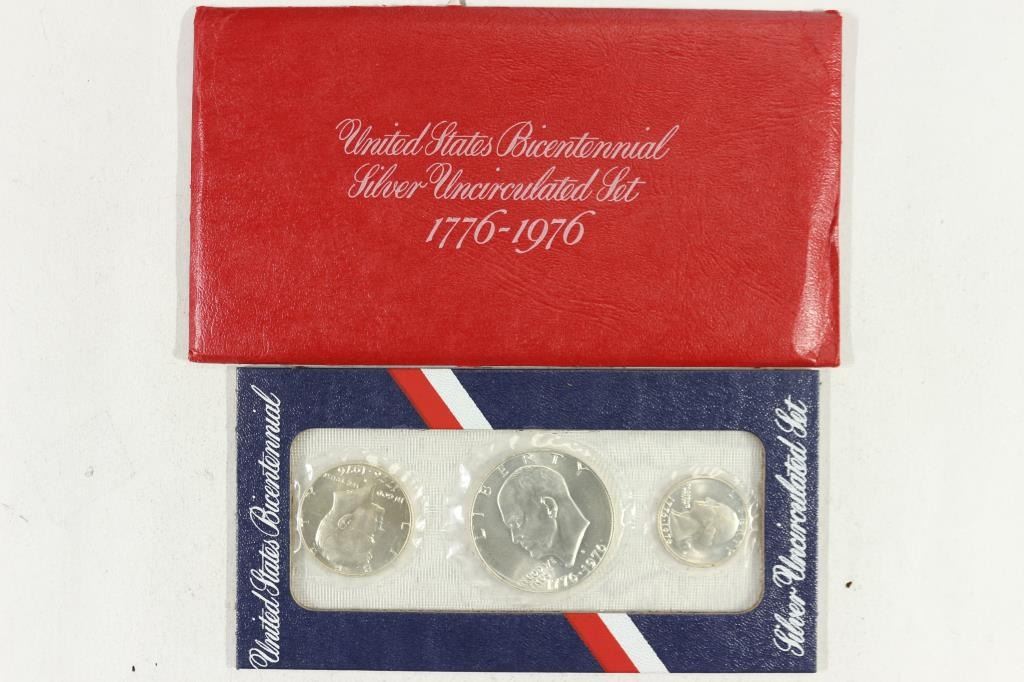 United States Bicentennial
Silver Uncirculated Set
1776-1976
United States Bicentennial
LIBERTY
1776-1976
Silver Uncirculated Set